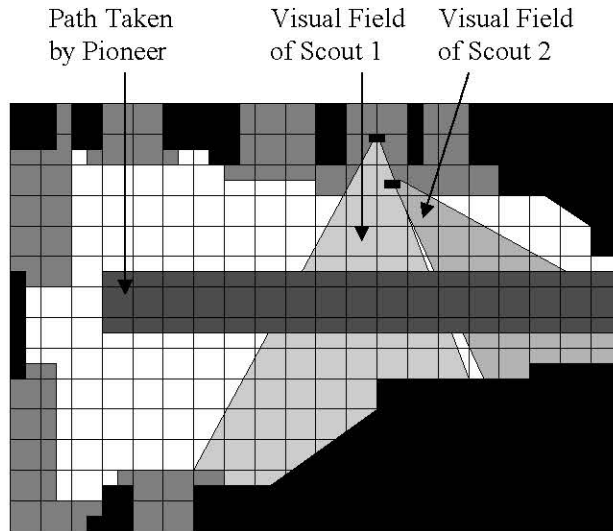 Path Taken
by Pioneer
Visual Field
of Scout 1
Visual Field
of Scout 2